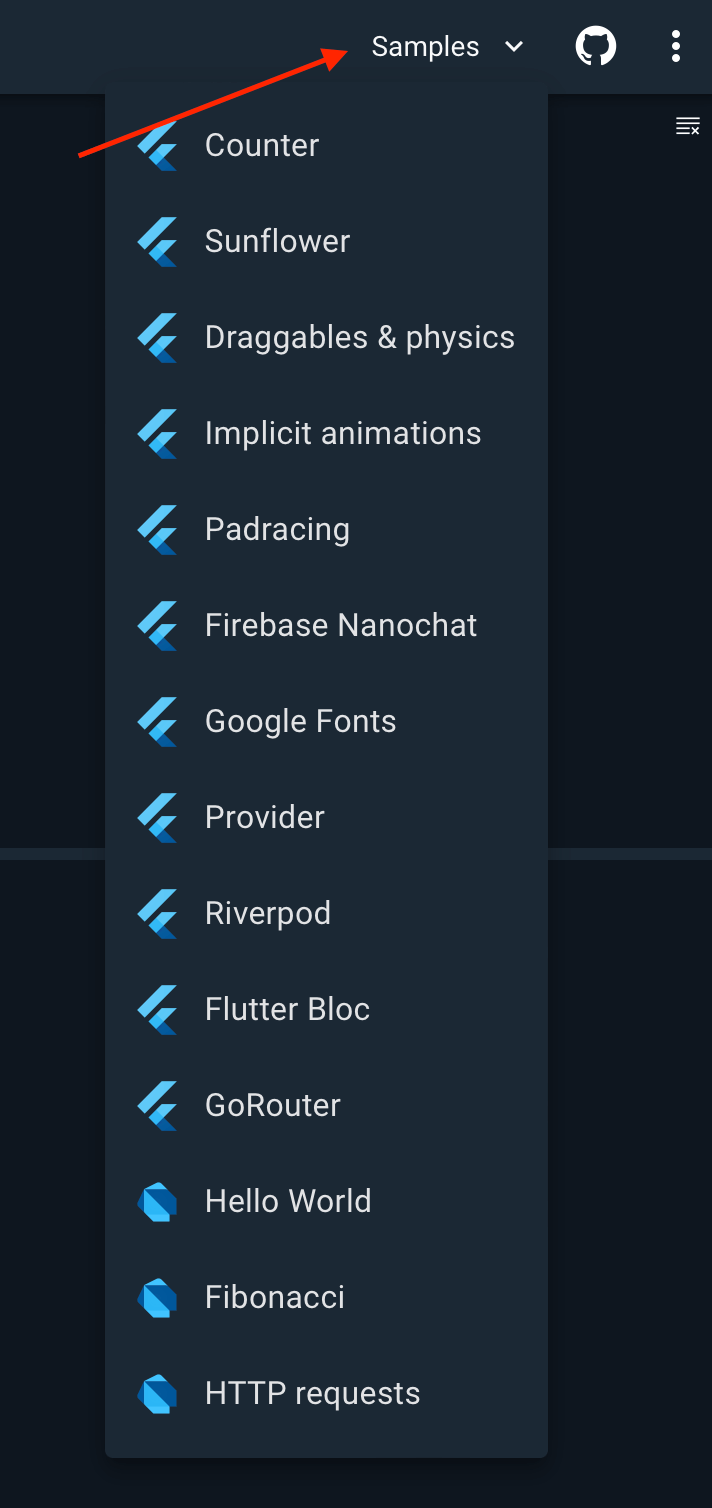 Samples
Counter
Sunflower
Draggables & physics
Implicit animations
Padracing
Firebase Nanochat
Google Fonts
Provider
Riverpod
Flutter Bloc
GoRouter
Hello World
Fibonacci
HTTP requests